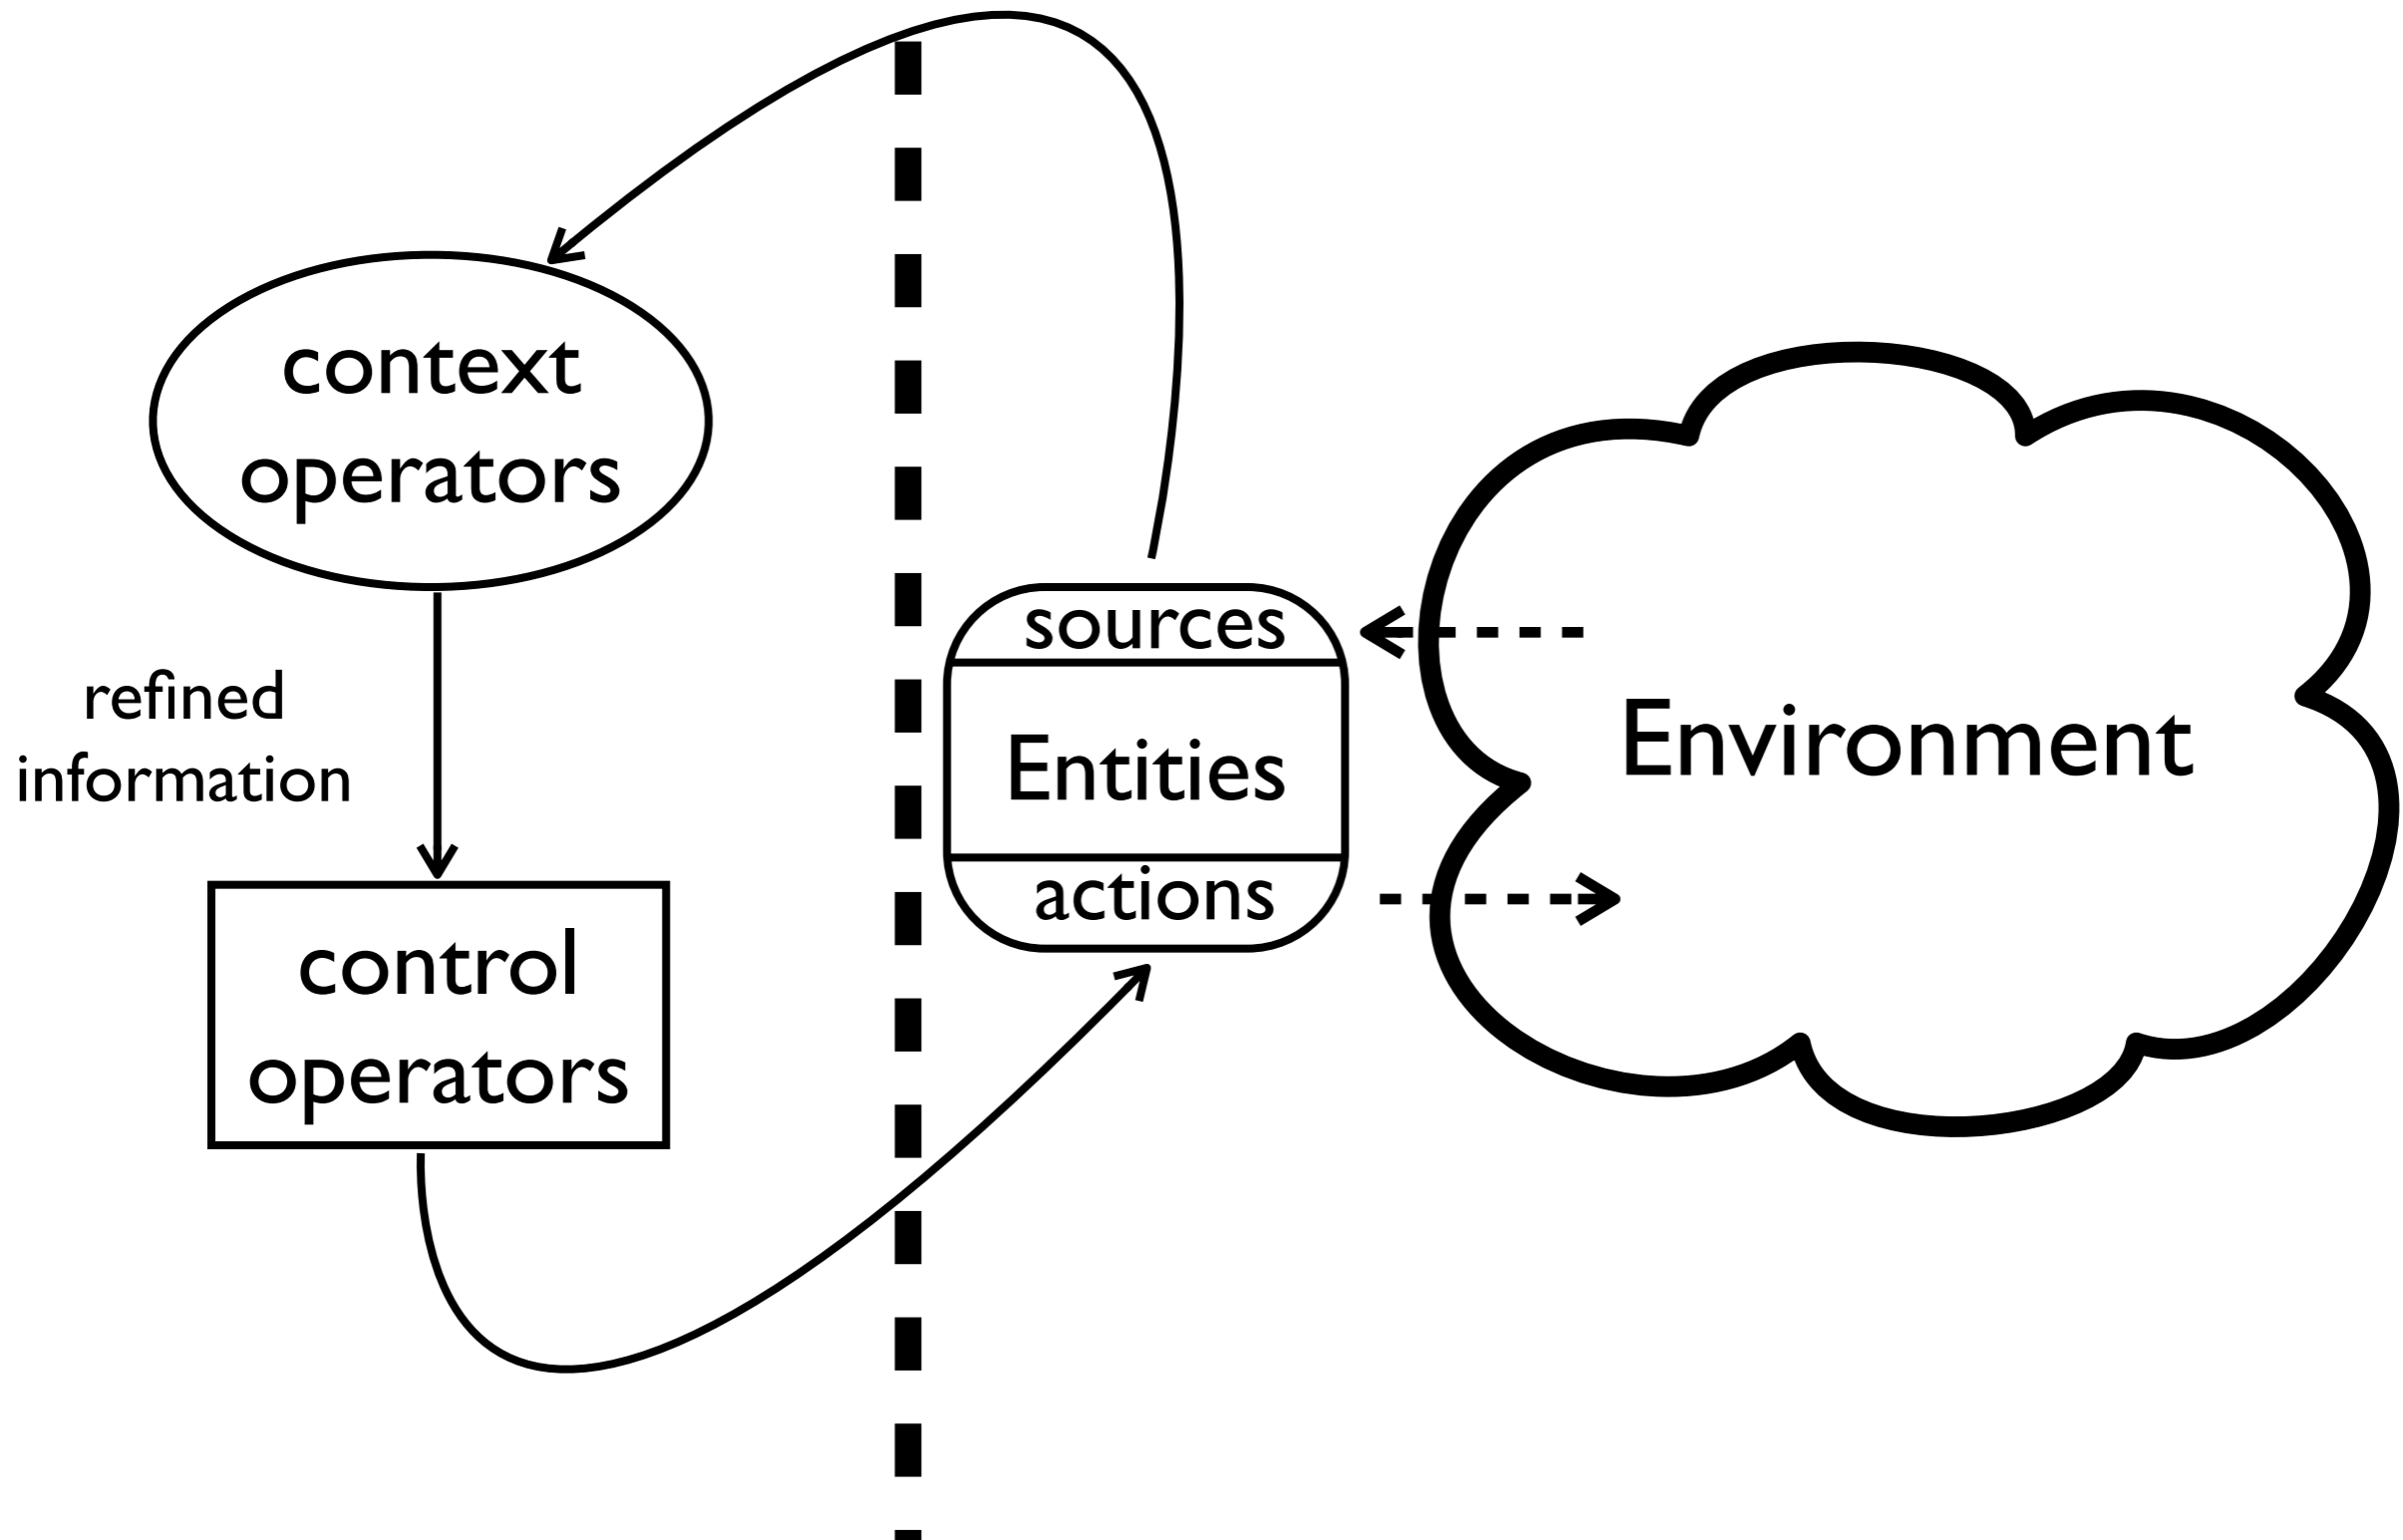 context
operators
refined
information
control
operators
sources
Entities
actions
Environment